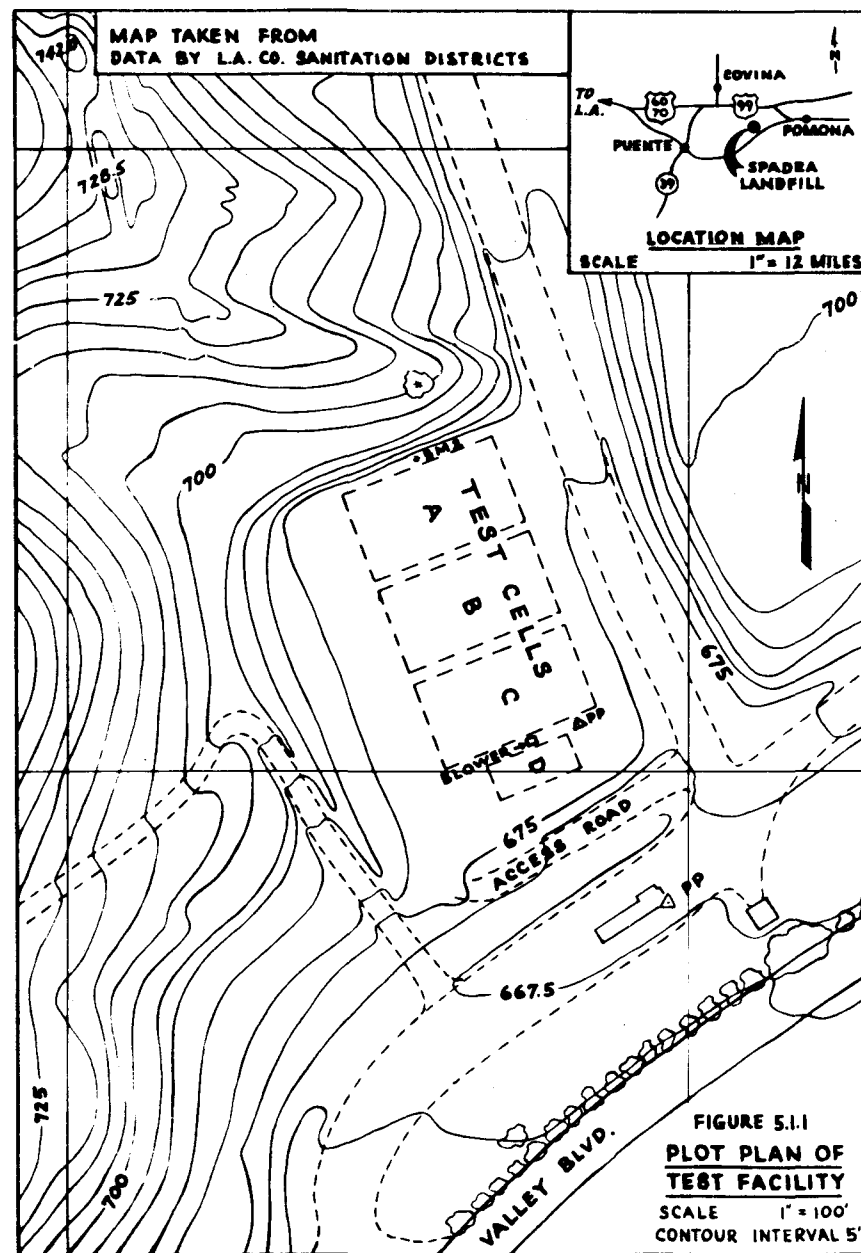 MAP TAKEN FROM
DATA BY L.A. CO. SANITATION DISTRICTS
N
COVINA
TO
L.A.
60
70
99
POMONA
PUENTE
39
SPADRA
LANDFILL
LOCATION MAP
SCALE 1" = 12 MILES
728.5
725
700
700
N
TEST CELLS
A
B
C
D
PP
BLOWER
675
675
ACCESS ROAD
PP
667.5
725
700
VALLEY BLVD.
FIGURE 5.1.1
PLOT PLAN OF
TEST FACILITY
SCALE 1" = 100'
CONTOUR INTERVAL 5'